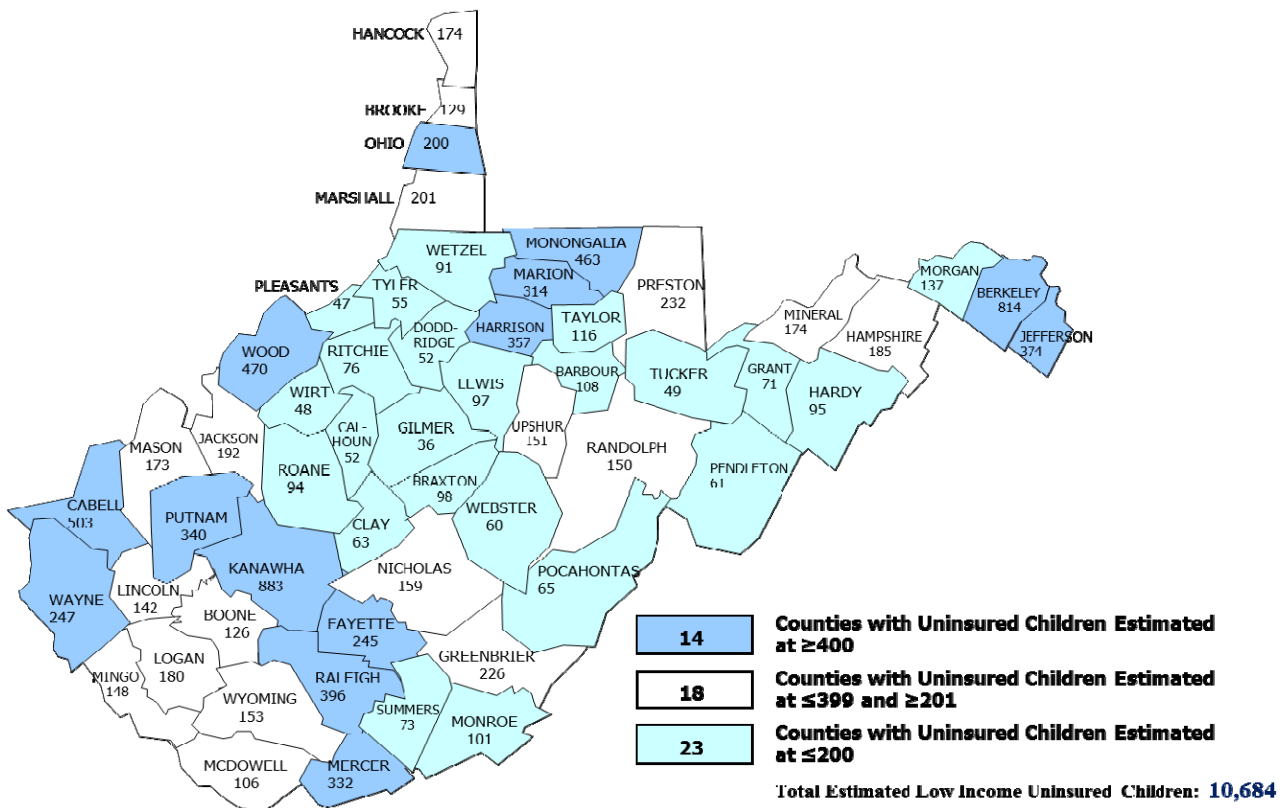 HANCOCK 174
BROOKE 129
OHIO 200
MARSHALL 201
WETZEL
91
MONONGALIA
463
MARION
314
PRESTON
232
MORGAN
137
BERKELEY
814
JEFFERSON
374
PLEASANTS
47
TYLER
55
MINERAL
174
HAMPSHIRE
185
WOOD
470
RITCHIE
76
DODD-
RIDGE
52
HARRISON
357
TAYLOR
116
BARBOUR
108
TUCKER
49
GRANT
71
HARDY
95
WIRT
48
LEWIS
97
CAL-
HOUN
52
GILMER
36
UPSHUR
151
RANDOLPH
150
PENDLETON
61
MASON
173
JACKSON
192
ROANE
94
BRAXTON
98
WEBSTER
60
CABELL
503
PUTNAM
340
CLAY
63
KANAWHA
883
NICHOLAS
159
POCAHONTAS
65
WAYNE
247
LINCOLN
142
BOONE
126
FAYETTE
245
GREENBRIER
226
MINGO
148
LOGAN
180
RALEIGH
396
WYOMING
153
SUMMERS
73
MONROE
101
MCDOWELL
106
MERCER
332
14 Counties with Uninsured Children Estimated
at ≥400
18 Counties with Uninsured Children Estimated
at ≤399 and ≥201
23 Counties with Uninsured Children Estimated
at ≤200
Total Estimated Low Income Uninsured Children: 10,684